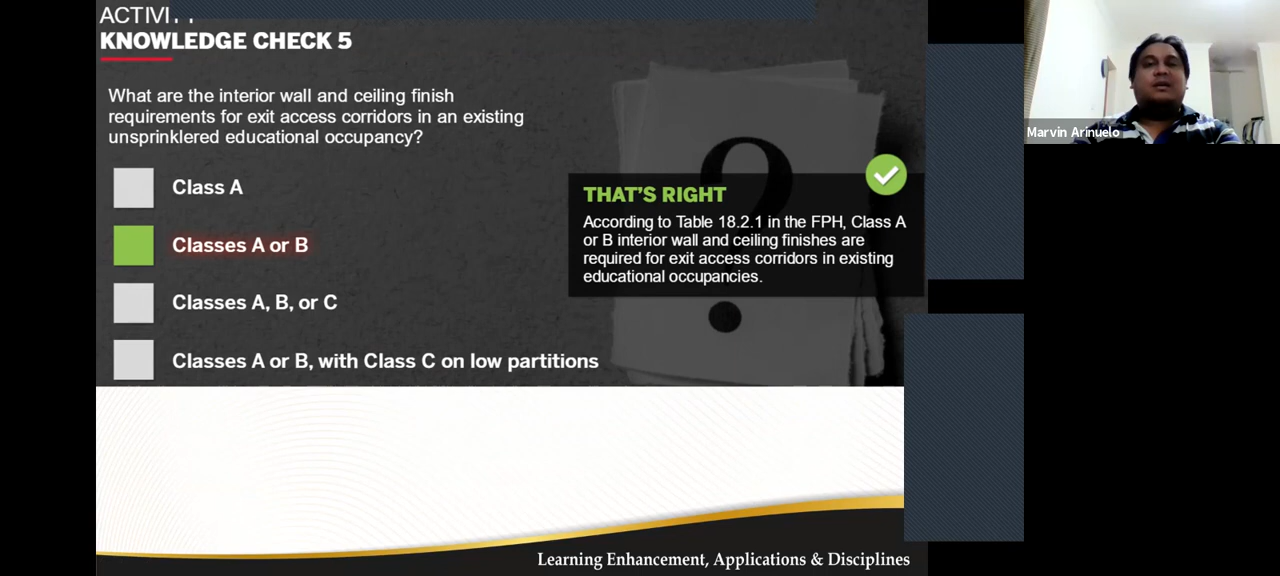 KNOWLEDGE CHECK 5
What are the interior wall and ceiling finish
requirements for exit access corridors in an existing
unsprinklered educational occupancy?
Class A
Classes A or B
Classes A, B, or C
Classes A or B, with Class C on low partitions
?
THAT'S RIGHT
According to Table 18.2.1 in the FPH, Class A
or B interior wall and ceiling finishes are
required for exit access corridors in existing
educational occupancies.
Marvin Arinuelo
Learning Enhancement, Applications & Disciplines